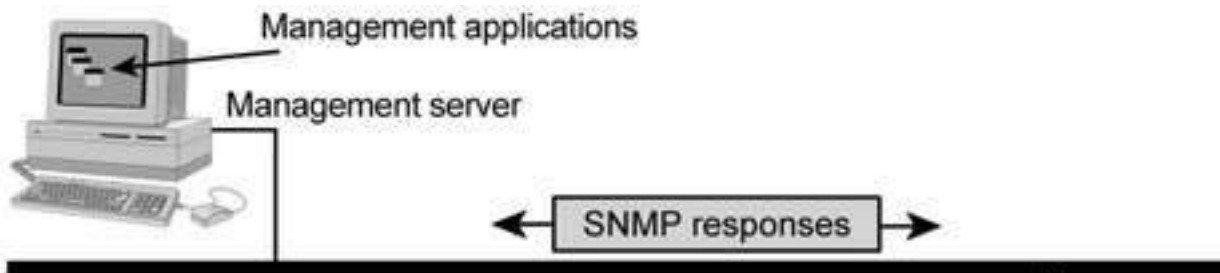 Management applications
Management server
SNMP responses